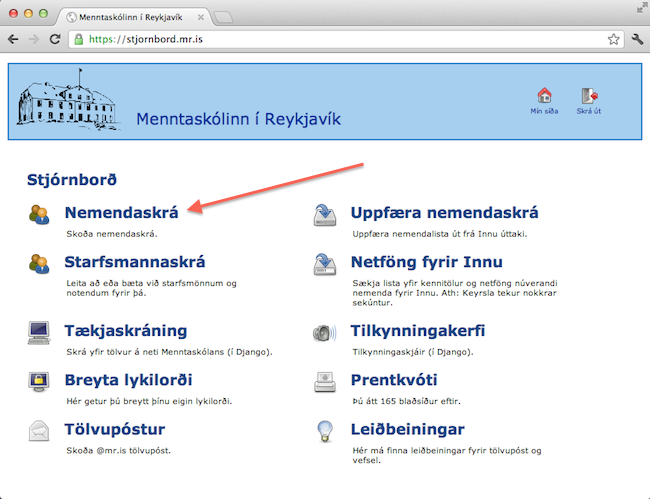 Menntaskólinn í Reykjavík
https://stjornbord.mr.is
Menntaskólinn í Reykjavík
Mín síða
Skrá út
Stjórnborð
Nemendaskrá
Skoða nemendaskrá.
Uppfæra nemendaskrá
Uppfæra nemendalista út frá Innu úttaki.
Starfsmannaskrá
Leita að eða bæta við starfsmönnum og
notendum fyrir þá.
Netföng fyrir Innu
Sækja lista yfir kennitölur og netföng núverandi
nemenda fyrir Innu. Ath: Keyrsla tekur nokkrar
sekúntur.
Tækjaskráning
Skrá yfir tölvur á neti Menntaskólans (í Django).
Tilkynningakerfi
Tilkynningaskjáir (í Django).
Breyta lykilorði
Hér getur þú breytt þínu eigin lykilorði.
Prentkvóti
Þú átt 165 blaðsíður eftir.
Tölvupóstur
Skoða @mr.is tölvupóst.
Leiðbeiningar
Hér má finna leiðbeiningar fyrir tölvupóst og
vefsel.